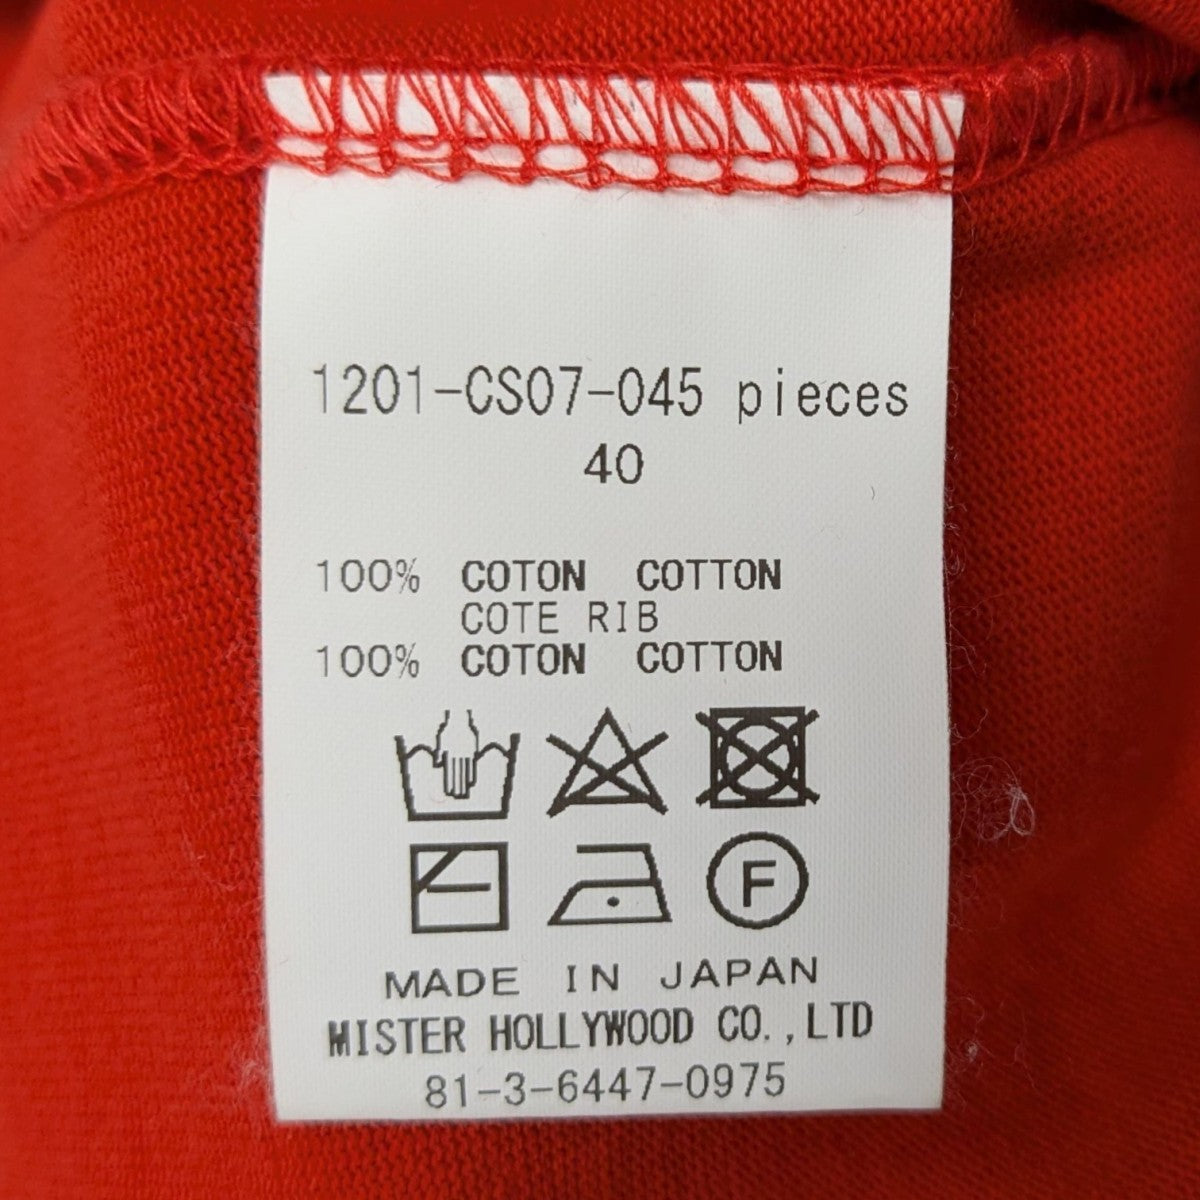 1201-CS07-045 pieces
40
100% COTON COTTON
COTE RIB
100% COTON COTTON
F
MADE IN JAPAN
MISTER HOLLYWOOD CO.,LTD
81-3-6447-0975